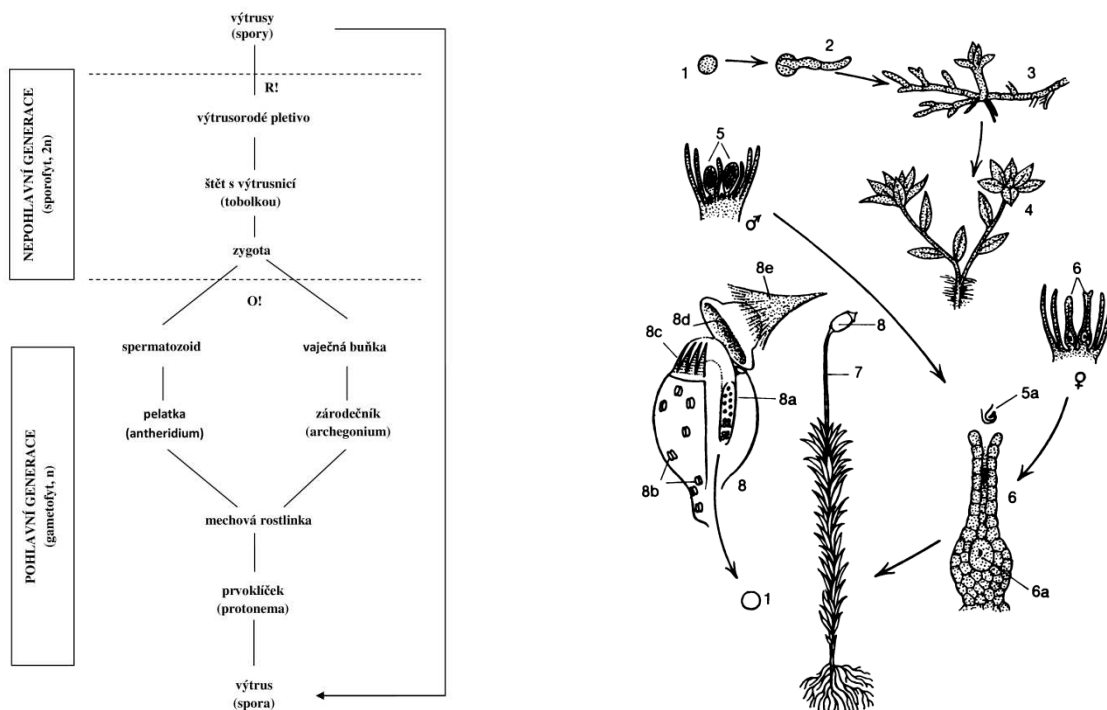 výtrusy
(spory)
R!
výtrusorodé pletivo
štět s výtrusnicí
(tobolkou)
zygota
O!
spermatozoid
vaječná buňka
pelatka
(antheridium)
zárodečník
(archegonium)
mechová rostlinka
prvoklíček
(protonema)
výtrus
(spora)
NEPOHLAVNÍ GENERACE
(sporofyt, 2n)
POHLAVNÍ GENERACE
(gametofyt, n)
1
2
3
5
♂
4
6
♀
8e
8d
8c
8
7
8a
8b
8
5a
6
6a
1